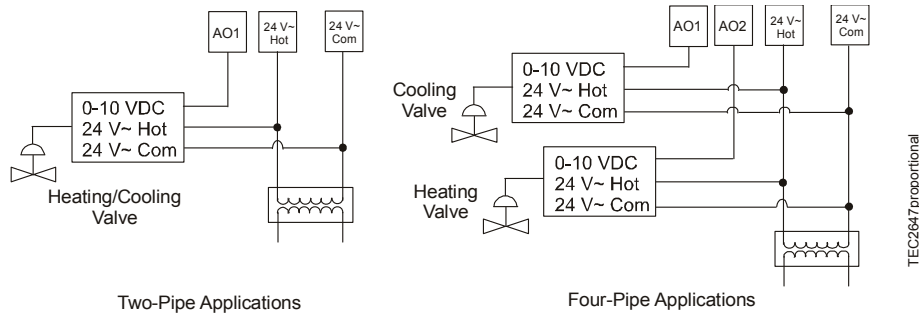 AO1
24 V~
Hot
24 V~
Com
0-10 VDC
24 V~ Hot
24 V~ Com
Heating/Cooling
Valve
Two-Pipe Applications
AO1
AO2
24 V~
Hot
24 V~
Com
Cooling
Valve
0-10 VDC
24 V~ Hot
24 V~ Com
Heating
Valve
0-10 VDC
24 V~ Hot
24 V~ Com
Four-Pipe Applications
TEC2647proportional